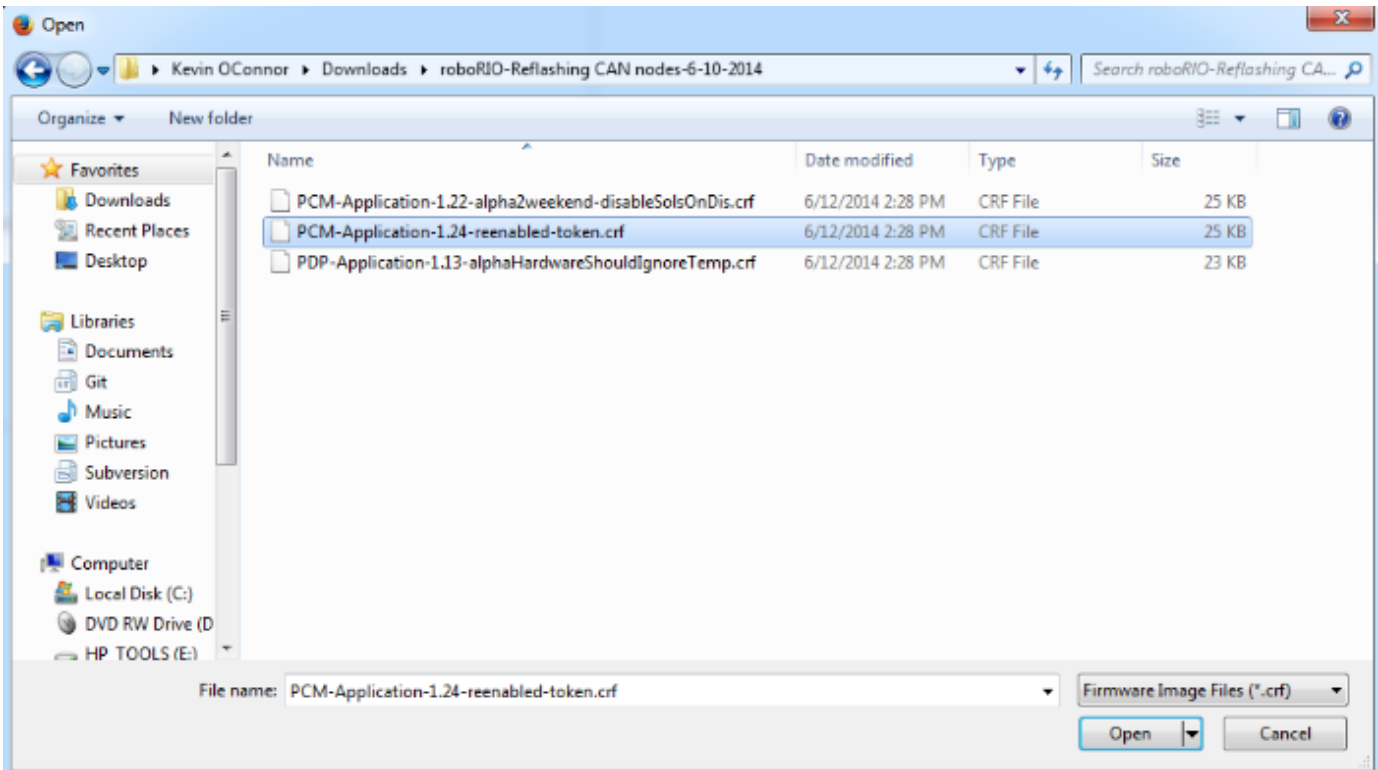 Open
Kevin OConnor ▸ Downloads ▸ roboRIO-Reflashing CAN nodes-6-10-2014
Search roboRIO-Reflashing CA...
Organize New folder
Name Date modified Type Size
Favorites
Downloads
Recent Places
Desktop
Libraries
Documents
Git
Music
Pictures
Subversion
Videos
Computer
Local Disk (C:)
DVD RW Drive (D
HP_TOOLS (E:)
PCM-Application-1.22-alpha2weekend-disableSolsOnDis.crf 6/12/2014 2:28 PM CRF File 25 KB
PCM-Application-1.24-reenabled-token.crf 6/12/2014 2:28 PM CRF File 25 KB
PDP-Application-1.13-alphaHardwareShouldIgnoreTemp.crf 6/12/2014 2:28 PM CRF File 23 KB
File name: PCM-Application-1.24-reenabled-token.crf Firmware Image Files (*.crf)
Open Cancel